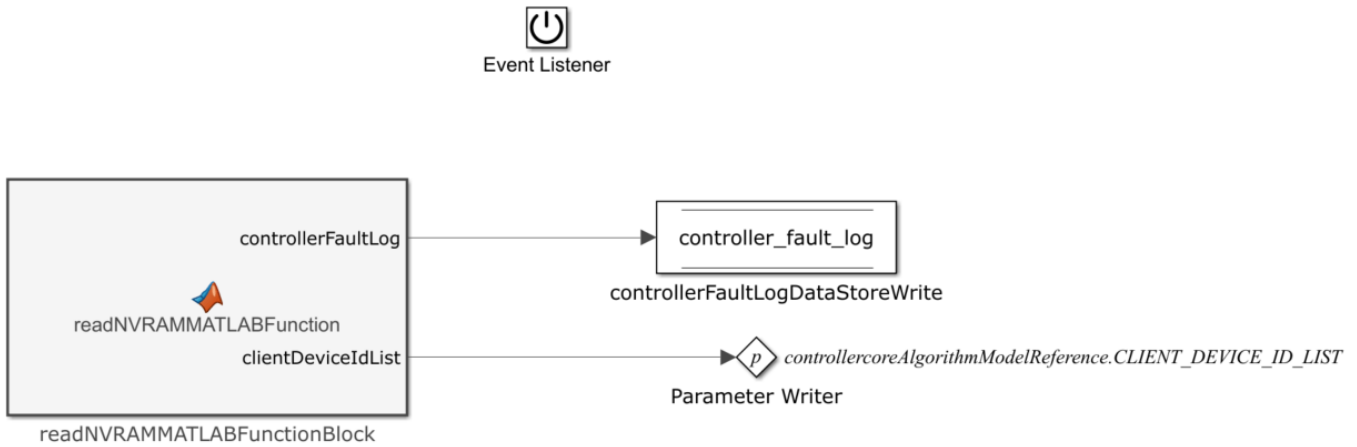 Event Listener
controllerFaultLog
controller_fault_log
controllerFaultLogDataStoreWrite
readNVRAMMATLABFunction
clientDeviceIdList
p
controllercoreAlgorithmModelReference.CLIENT_DEVICE_ID_LIST
Parameter Writer
readNVRAMMATLABFunctionBlock